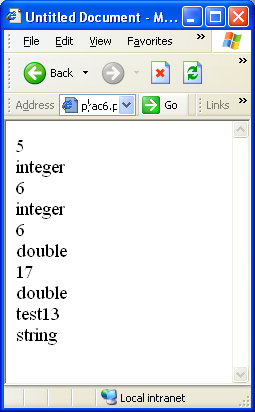 Untitled Document - M...
File Edit View Favorites »
Back »
Address Go Links »
5
integer
6
integer
6
double
17
double
test13
string
Local intranet